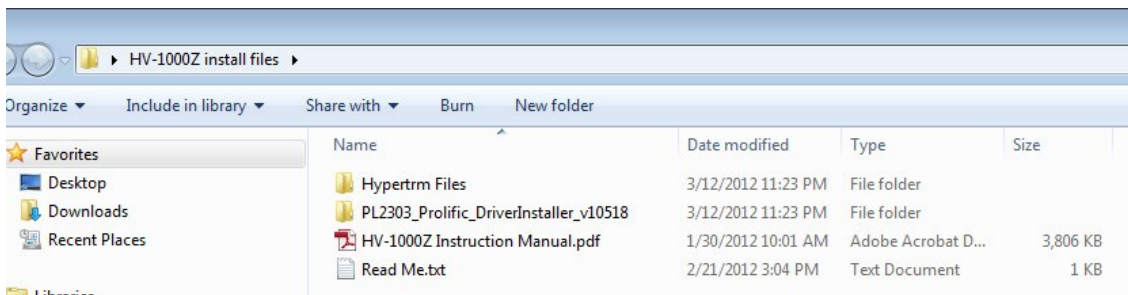 HV-1000Z install files
Organize Include in library Share with Burn New folder
Favorites
Desktop
Downloads
Recent Places
Libraries
Name Date modified Type Size
Hypertrm Files 3/12/2012 11:23 PM File folder
PL2303_Prolific_DriverInstaller_v10518 3/12/2012 11:23 PM File folder
HV-1000Z Instruction Manual.pdf 1/30/2012 10:01 AM Adobe Acrobat D... 3,806 KB
Read Me.txt 2/21/2012 3:04 PM Text Document 1 KB